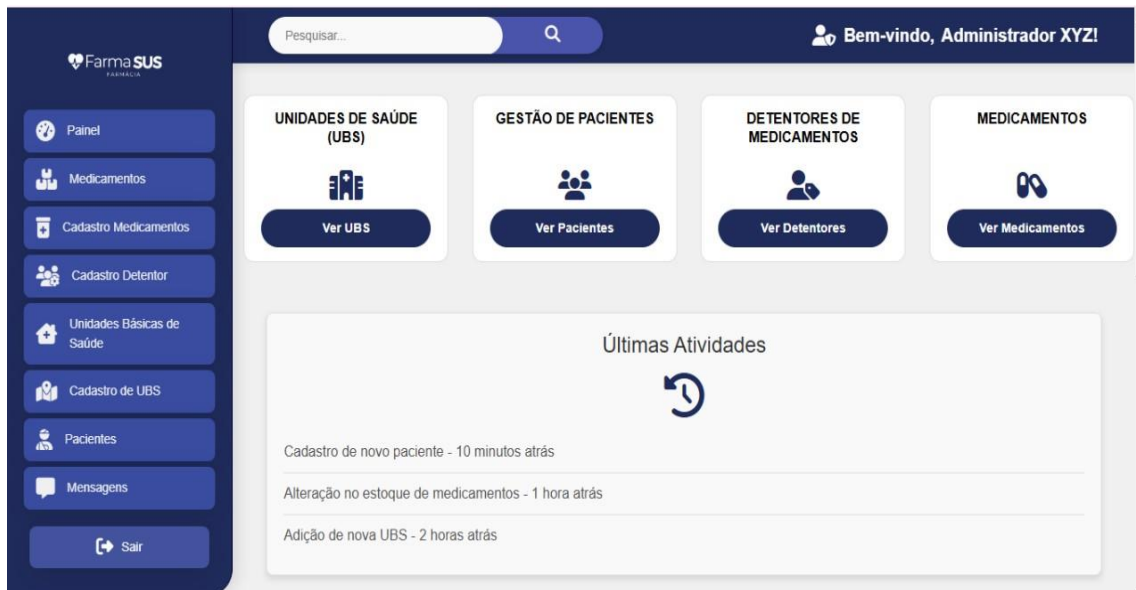 Farma SUS
FARMÁCIA
Painel
Medicamentos
Cadastro Medicamentos
Cadastro Detentor
Unidades Básicas de
Saúde
Cadastro de UBS
Pacientes
Mensagens
Sair
Pesquisar...
Bem-vindo, Administrador XYZ!
UNIDADES DE SAÚDE
(UBS)
Ver UBS
GESTÃO DE PACIENTES
Ver Pacientes
DETENTORES DE
MEDICAMENTOS
Ver Detentores
MEDICAMENTOS
Ver Medicamentos
Últimas Atividades
Cadastro de novo paciente - 10 minutos atrás
Alteração no estoque de medicamentos - 1 hora atrás
Adição de nova UBS - 2 horas atrás